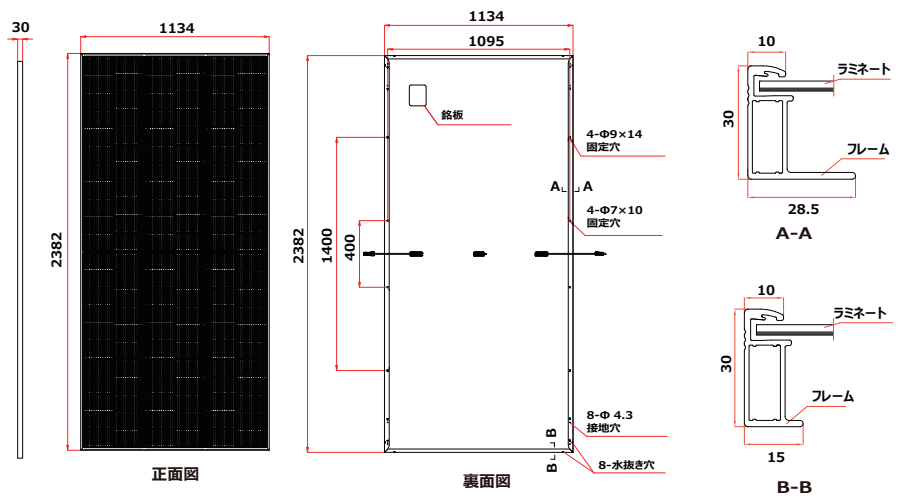 30
1134
2382
正面図
1134
1095
銘板
2382
1400
400
4-Φ9×14
固定穴
A A
4-Φ7×10
固定穴
8-Φ 4.3
接地穴
B
B
8-水抜き穴
裏面図
10
ラミネート
30
フレーム
28.5
A-A
10
ラミネート
30
フレーム
15
B-B